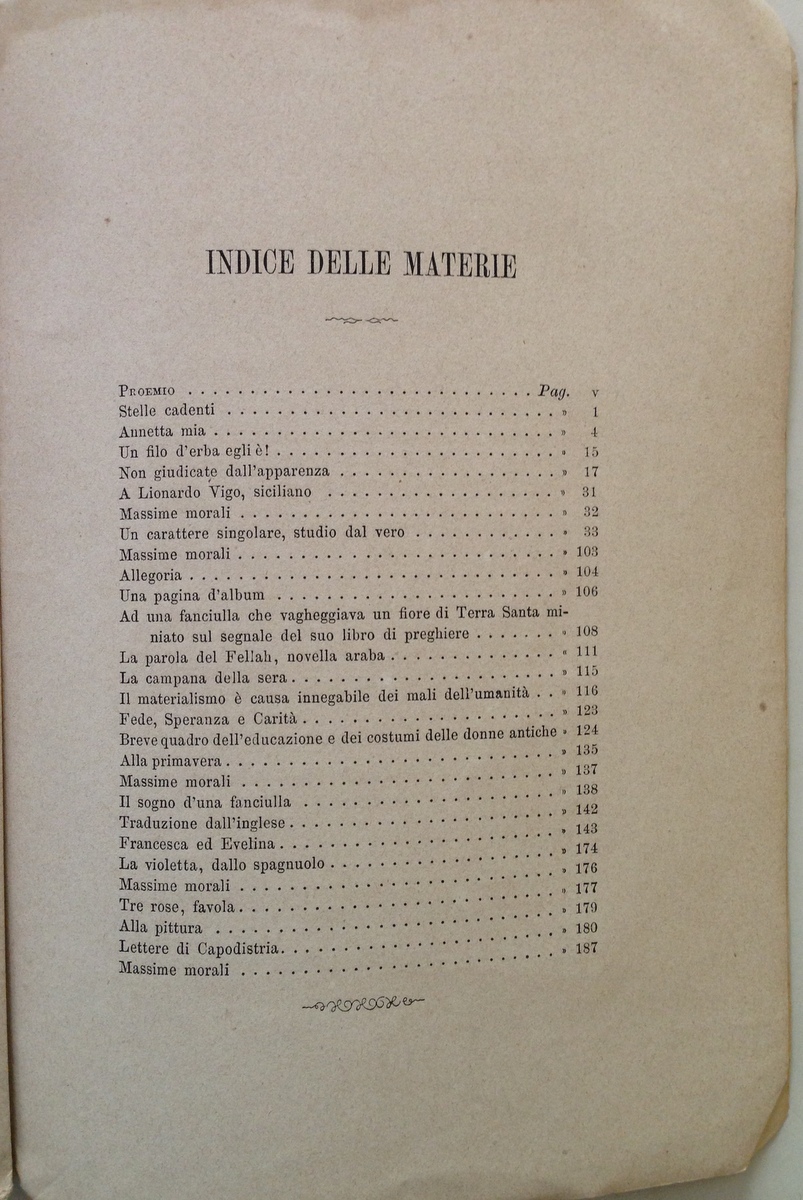 INDICE DELLE MATERIE
PROEMIO . . . . . . . . . . . . . . . . . . . . . . . . . . . . Pag. v
Stelle cadenti . . . . . . . . . . . . . . . . . . . . . . . . . . . » 1
Annetta mia . . . . . . . . . . . . . . . . . . . . . . . . . . . . » 4
Un filo d'erba egli è! . . . . . . . . . . . . . . . . . . . . . . . » 15
Non giudicate dall'apparenza . . . . . . . . . . . . . . . . . . » 17
A Lionardo Vigo, siciliano . . . . . . . . . . . . . . . . . . . » 31
Massime morali . . . . . . . . . . . . . . . . . . . . . . . . . . » 32
Un carattere singolare, studio dal vero . . . . . . . . . . . . » 33
Massime morali . . . . . . . . . . . . . . . . . . . . . . . . . . » 103
Allegoria . . . . . . . . . . . . . . . . . . . . . . . . . . . . . . » 104
Una pagina d'album . . . . . . . . . . . . . . . . . . . . . . . » 106
Ad una fanciulla che vagheggiava un fiore di Terra Santa mi-
niato sul segnale del suo libro di preghiere . . . . . . . » 108
La parola del Fellah, novella araba . . . . . . . . . . . . . . » 111
La campana della sera . . . . . . . . . . . . . . . . . . . . . . » 115
Il materialismo è causa innegabile dei mali dell'umanità . . » 116
Fede, Speranza e Carità . . . . . . . . . . . . . . . . . . . . . » 123
Breve quadro dell'educazione e dei costumi delle donne antiche » 124
Alla primavera . . . . . . . . . . . . . . . . . . . . . . . . . . . » 135
Massime morali . . . . . . . . . . . . . . . . . . . . . . . . . . » 137
Il sogno d'una fanciulla . . . . . . . . . . . . . . . . . . . . . » 138
Traduzione dall'inglese . . . . . . . . . . . . . . . . . . . . . . » 142
Francesca ed Evelina . . . . . . . . . . . . . . . . . . . . . . . » 143
La violetta, dallo spagnuolo . . . . . . . . . . . . . . . . . . . » 174
Massime morali . . . . . . . . . . . . . . . . . . . . . . . . . . » 176
Tre rose, favola . . . . . . . . . . . . . . . . . . . . . . . . . . » 177
Alla pittura . . . . . . . . . . . . . . . . . . . . . . . . . . . . » 179
Lettere di Capodistria . . . . . . . . . . . . . . . . . . . . . . » 180
Massime morali . . . . . . . . . . . . . . . . . . . . . . . . . . » 187